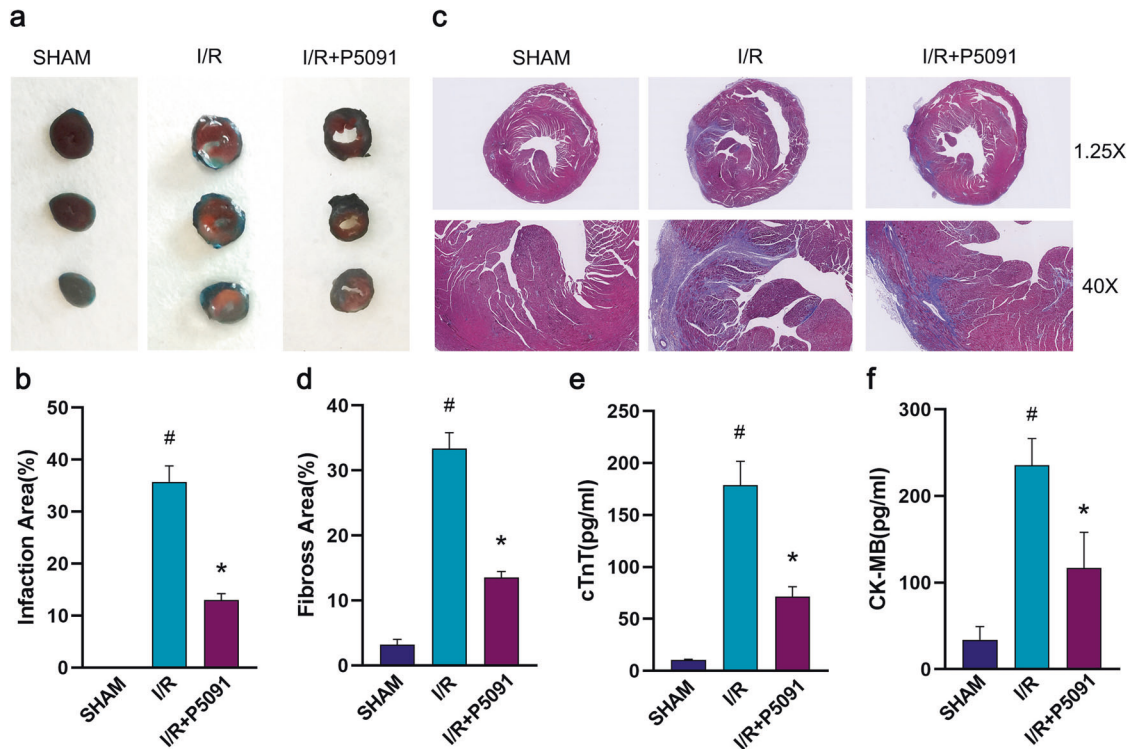 a
SHAM I/R I/R+P5091
c
SHAM I/R I/R+P5091
1.25X
40X
b
Infaction Area(%)
50
40
30
20
10
0
#
*
SHAM
I/R
I/R+P5091
d
Fibross Area(%)
40
30
20
10
0
#
*
SHAM
I/R
I/R+P5091
e
cTnT(pg/ml)
250
200
150
100
50
0
#
*
SHAM
I/R
I/R+P5091
f
CK-MB(pg/ml)
300
200
100
0
#
*
SHAM
I/R
I/R+P5091